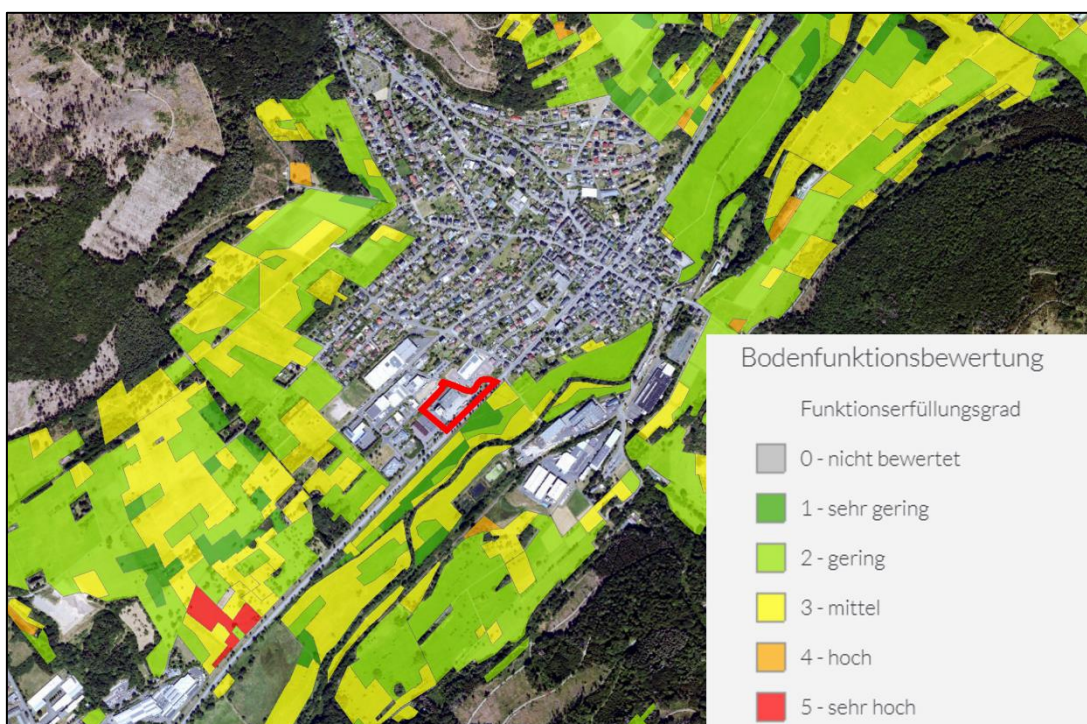 Bodenfunktionsbewertung
Funktionserfüllungsgrad
0 - nicht bewertet
1 - sehr gering
2 - gering
3 - mittel
4 - hoch
5 - sehr hoch